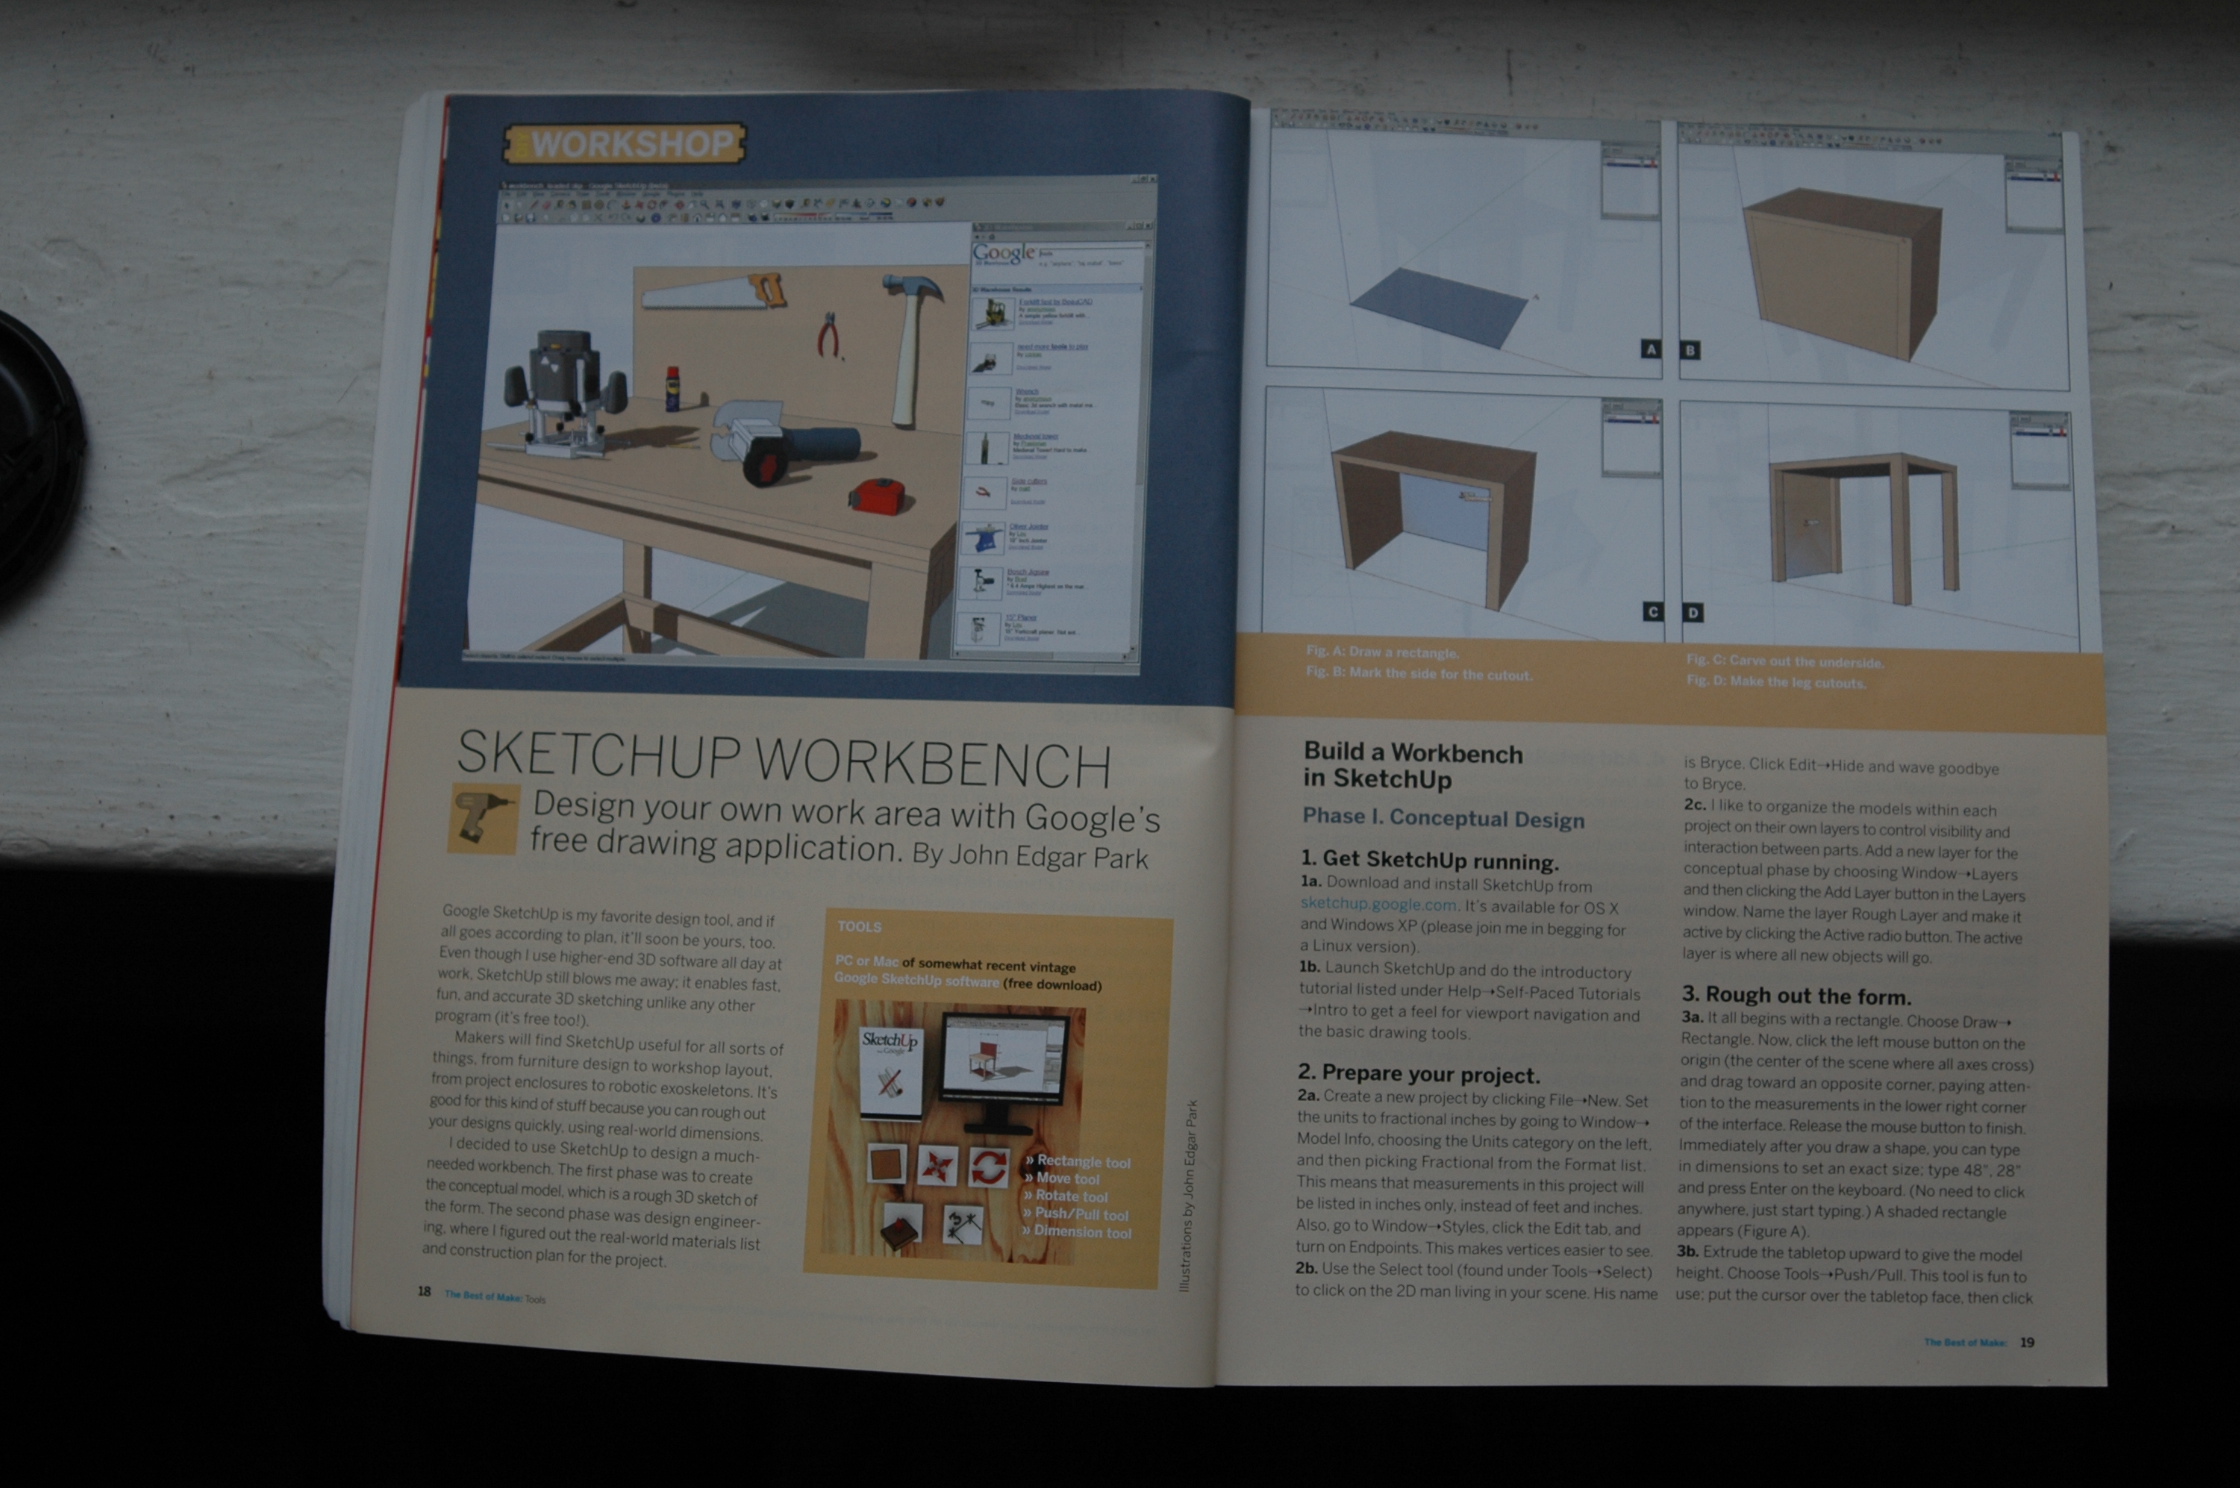 WORKSHOP
Google
SKETCHUP WORKBENCH
Design your own work area with Google's
free drawing application. By John Edgar Park
Google SketchUp is my favorite design tool, and if
all goes according to plan, it'll soon be yours, too.
Even though I use higher-end 3D software all day at
work, SketchUp still blows me away; it enables fast,
fun, and accurate 3D sketching unlike any other
program (it's free too!).
Makers will find SketchUp useful for all sorts of
things, from furniture design to workshop layout,
from project enclosures to robotic exoskeletons. It's
good for this kind of stuff because you can rough out
your designs quickly, using real-world dimensions.
I decided to use SketchUp to design a much-
needed workbench. The first phase was to create
the conceptual model, which is a rough 3D sketch of
the form. The second phase was design engineer-
ing, where I figured out the real-world materials list
and construction plan for the project.
TOOLS
PC or Mac of somewhat recent vintage
Google SketchUp software (free download)
SketchUp
» Rectangle tool
» Move tool
» Rotate tool
» Push/Pull tool
» Dimension tool
Illustrations by John Edgar Park
18 The Best of Make: Tools
A
B
C
D
Fig. A: Draw a rectangle.
Fig. B: Mark the side for the cutout.
Fig. C: Carve out the underside.
Fig. D: Make the leg cutouts.
Build a Workbench
in SketchUp
Phase I. Conceptual Design
1. Get SketchUp running.
1a. Download and install SketchUp from
sketchup.google.com. It's available for OS X
and Windows XP (please join me in begging for
a Linux version).
1b. Launch SketchUp and do the introductory
tutorial listed under Help→Self-Paced Tutorials
→Intro to get a feel for viewport navigation and
the basic drawing tools.
2. Prepare your project.
2a. Create a new project by clicking File→New. Set
the units to fractional inches by going to Window→
Model Info, choosing the Units category on the left,
and then picking Fractional from the Format list.
This means that measurements in this project will
be listed in inches only, instead of feet and inches.
Also, go to Window→Styles, click the Edit tab, and
turn on Endpoints. This makes vertices easier to see.
2b. Use the Select tool (found under Tools→Select)
to click on the 2D man living in your scene. His name
is Bryce. Click Edit→Hide and wave goodbye
to Bryce.
2c. I like to organize the models within each
project on their own layers to control visibility and
interaction between parts. Add a new layer for the
conceptual phase by choosing Window→Layers
and then clicking the Add Layer button in the Layers
window. Name the layer Rough Layer and make it
active by clicking the Active radio button. The active
layer is where all new objects will go.
3. Rough out the form.
3a. It all begins with a rectangle. Choose Draw→
Rectangle. Now, click the left mouse button on the
origin (the center of the scene where all axes cross)
and drag toward an opposite corner, paying atten-
tion to the measurements in the lower right corner
of the interface. Release the mouse button to finish.
Immediately after you draw a shape, you can type
in dimensions to set an exact size; type 48", 28"
and press Enter on the keyboard. (No need to click
anywhere, just start typing.) A shaded rectangle
appears (Figure A).
3b. Extrude the tabletop upward to give the model
height. Choose Tools→Push/Pull. This tool is fun to
use; put the cursor over the tabletop face, then click
The Best of Make: 19